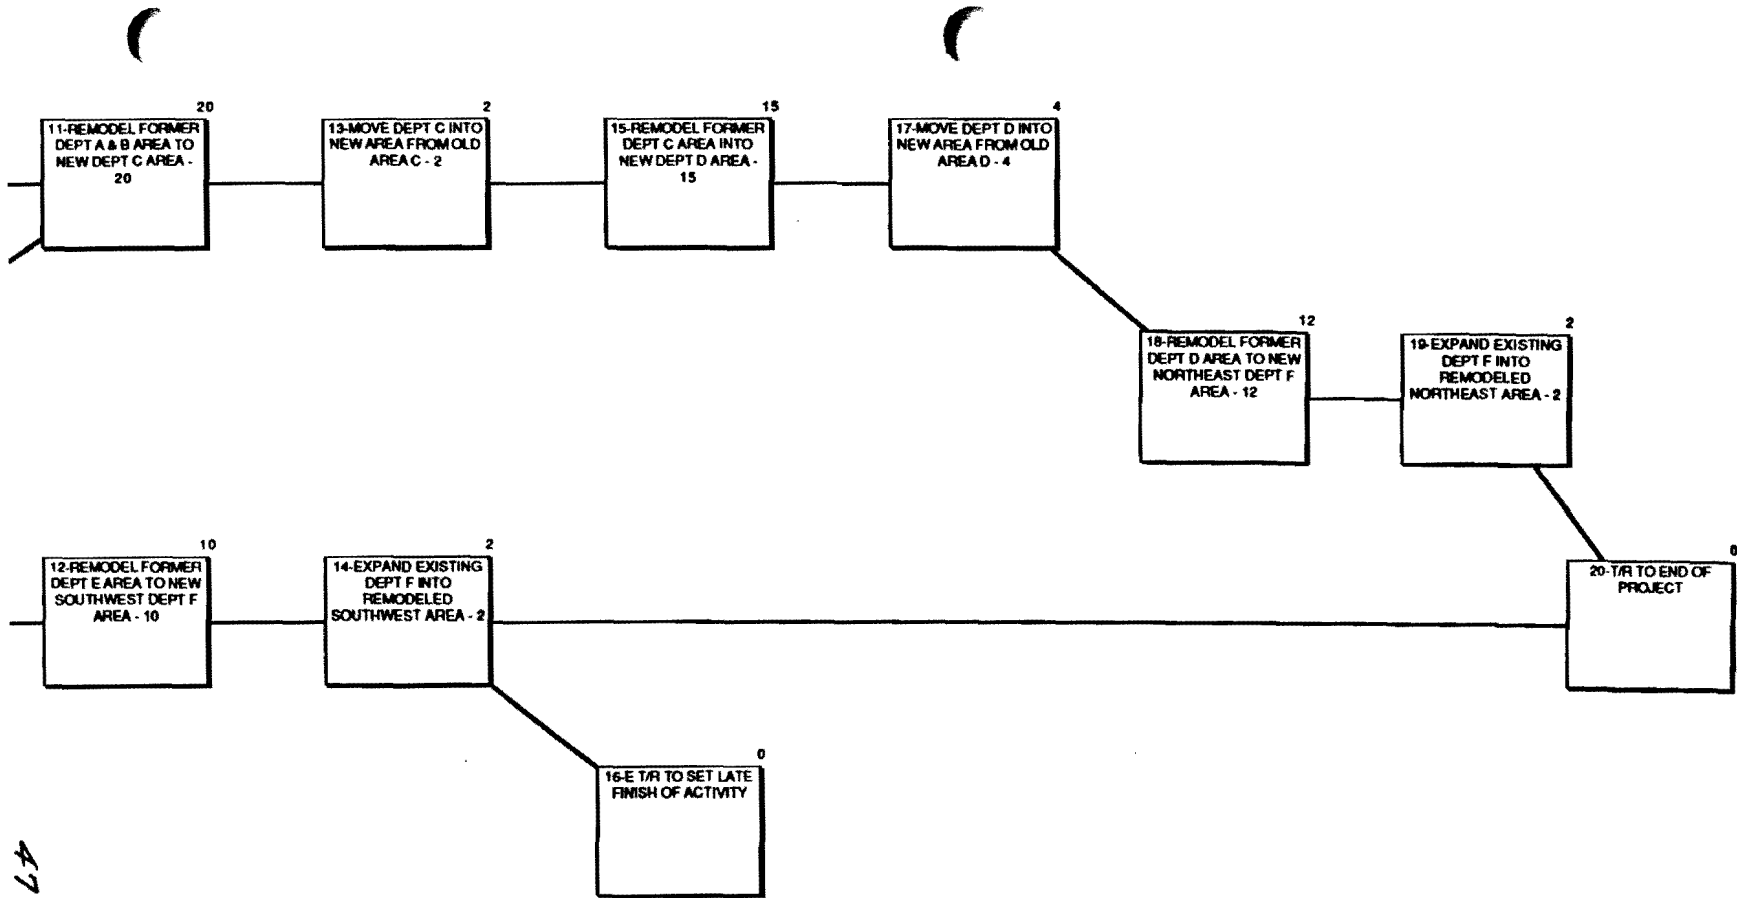 20
11-REMODEL FORMER
DEPT A & B AREA TO
NEW DEPT C AREA -
20
2
13-MOVE DEPT C INTO
NEW AREA FROM OLD
AREA C - 2
15
15-REMODEL FORMER
DEPT C AREA INTO
NEW DEPT D AREA -
15
4
17-MOVE DEPT D INTO
NEW AREA FROM OLD
AREA D - 4
12
18-REMODEL FORMER
DEPT D AREA TO NEW
NORTHEAST DEPT F
AREA - 12
2
19-EXPAND EXISTING
DEPT F INTO
REMODELED
NORTHEAST AREA - 2
10
12-REMODEL FORMER
DEPT E AREA TO NEW
SOUTHWEST DEPT F
AREA - 10
2
14-EXPAND EXISTING
DEPT F INTO
REMODELED
SOUTHWEST AREA - 2
0
20-T/R TO END OF
PROJECT
0
16-E T/R TO SET LATE
FINISH OF ACTIVITY
47